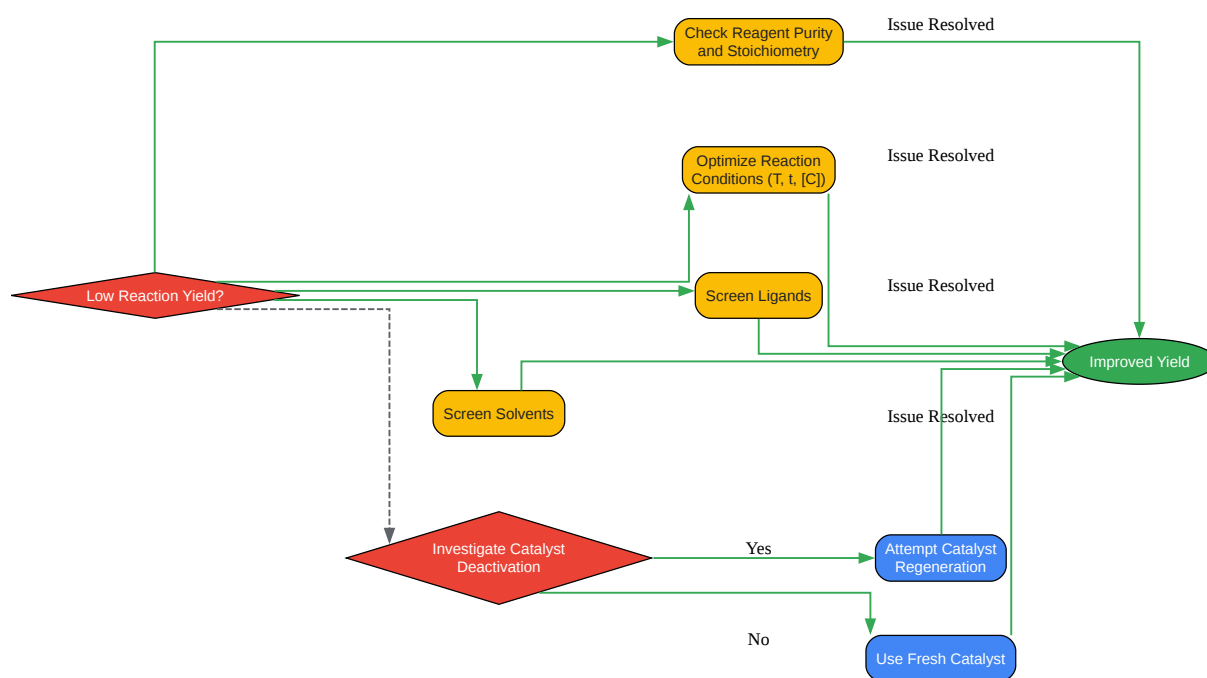 Check Reagent Purity
and Stoichiometry
Issue Resolved
Optimize Reaction
Conditions (T, t, [C])
Issue Resolved
Low Reaction Yield?
Screen Ligands
Issue Resolved
Improved Yield
Screen Solvents
Issue Resolved
Investigate Catalyst
Deactivation
Yes
Attempt Catalyst
Regeneration
No
Use Fresh Catalyst